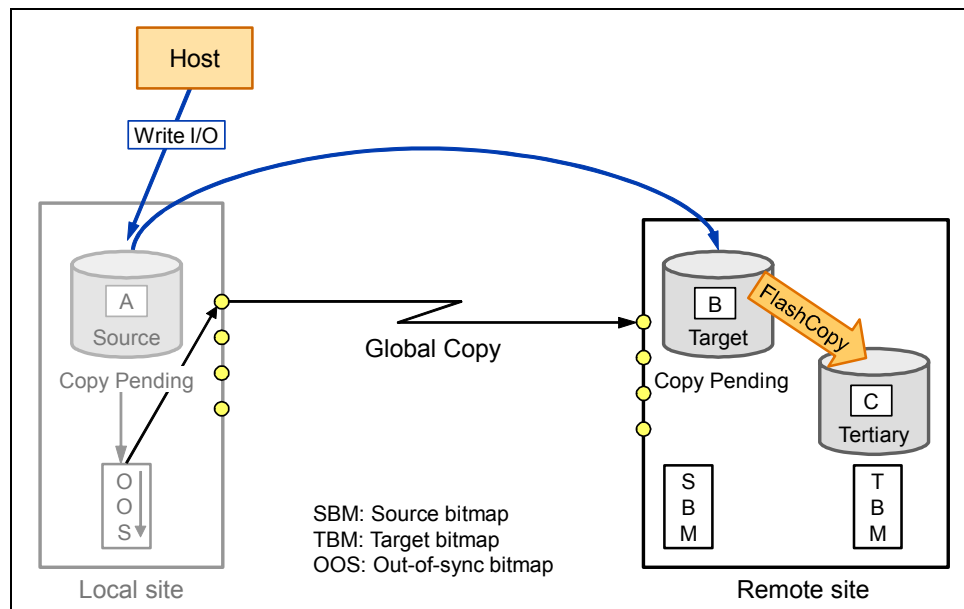 Host
Write I/O
A
Source
Copy Pending
O
O
S
Local site
Global Copy
B
Target
FlashCopy
Copy Pending
C
Tertiary
S
B
M
T
B
M
SBM: Source bitmap
TBM: Target bitmap
OOS: Out-of-sync bitmap
Remote site